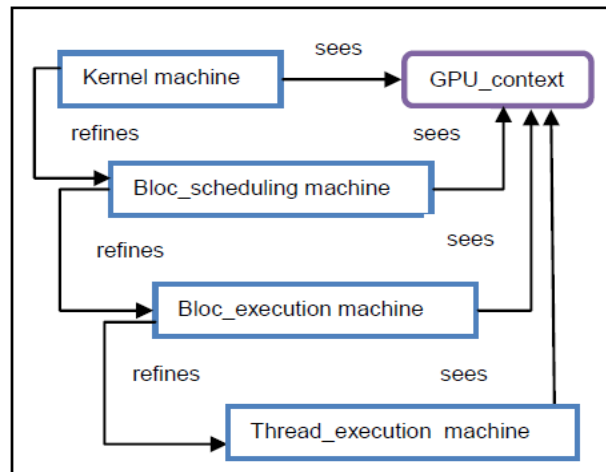 sees
Kernel machine
GPU_context
refines
sees
Bloc_scheduling machine
refines
sees
Bloc_execution machine
refines
sees
Thread_execution machine